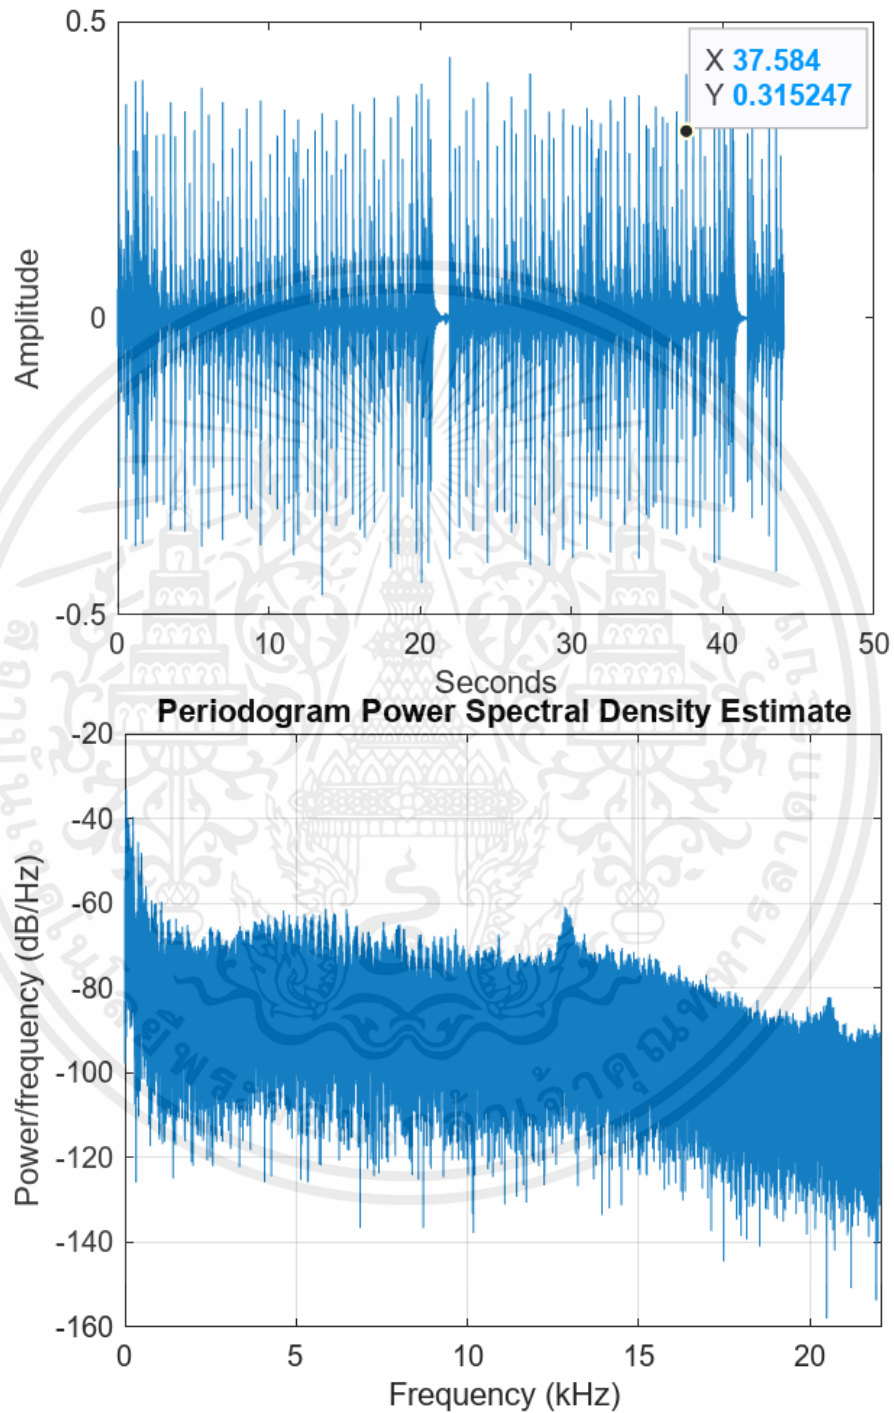 0.5
X 37.584
Y 0.315247
Amplitude
0
-0.5
0 10 20 30 40 50
Seconds
Periodogram Power Spectral Density Estimate
-20
-40
-60
-80
-100
-120
-140
-160
Power/frequency (dB/Hz)
0 5 10 15 20
Frequency (kHz)